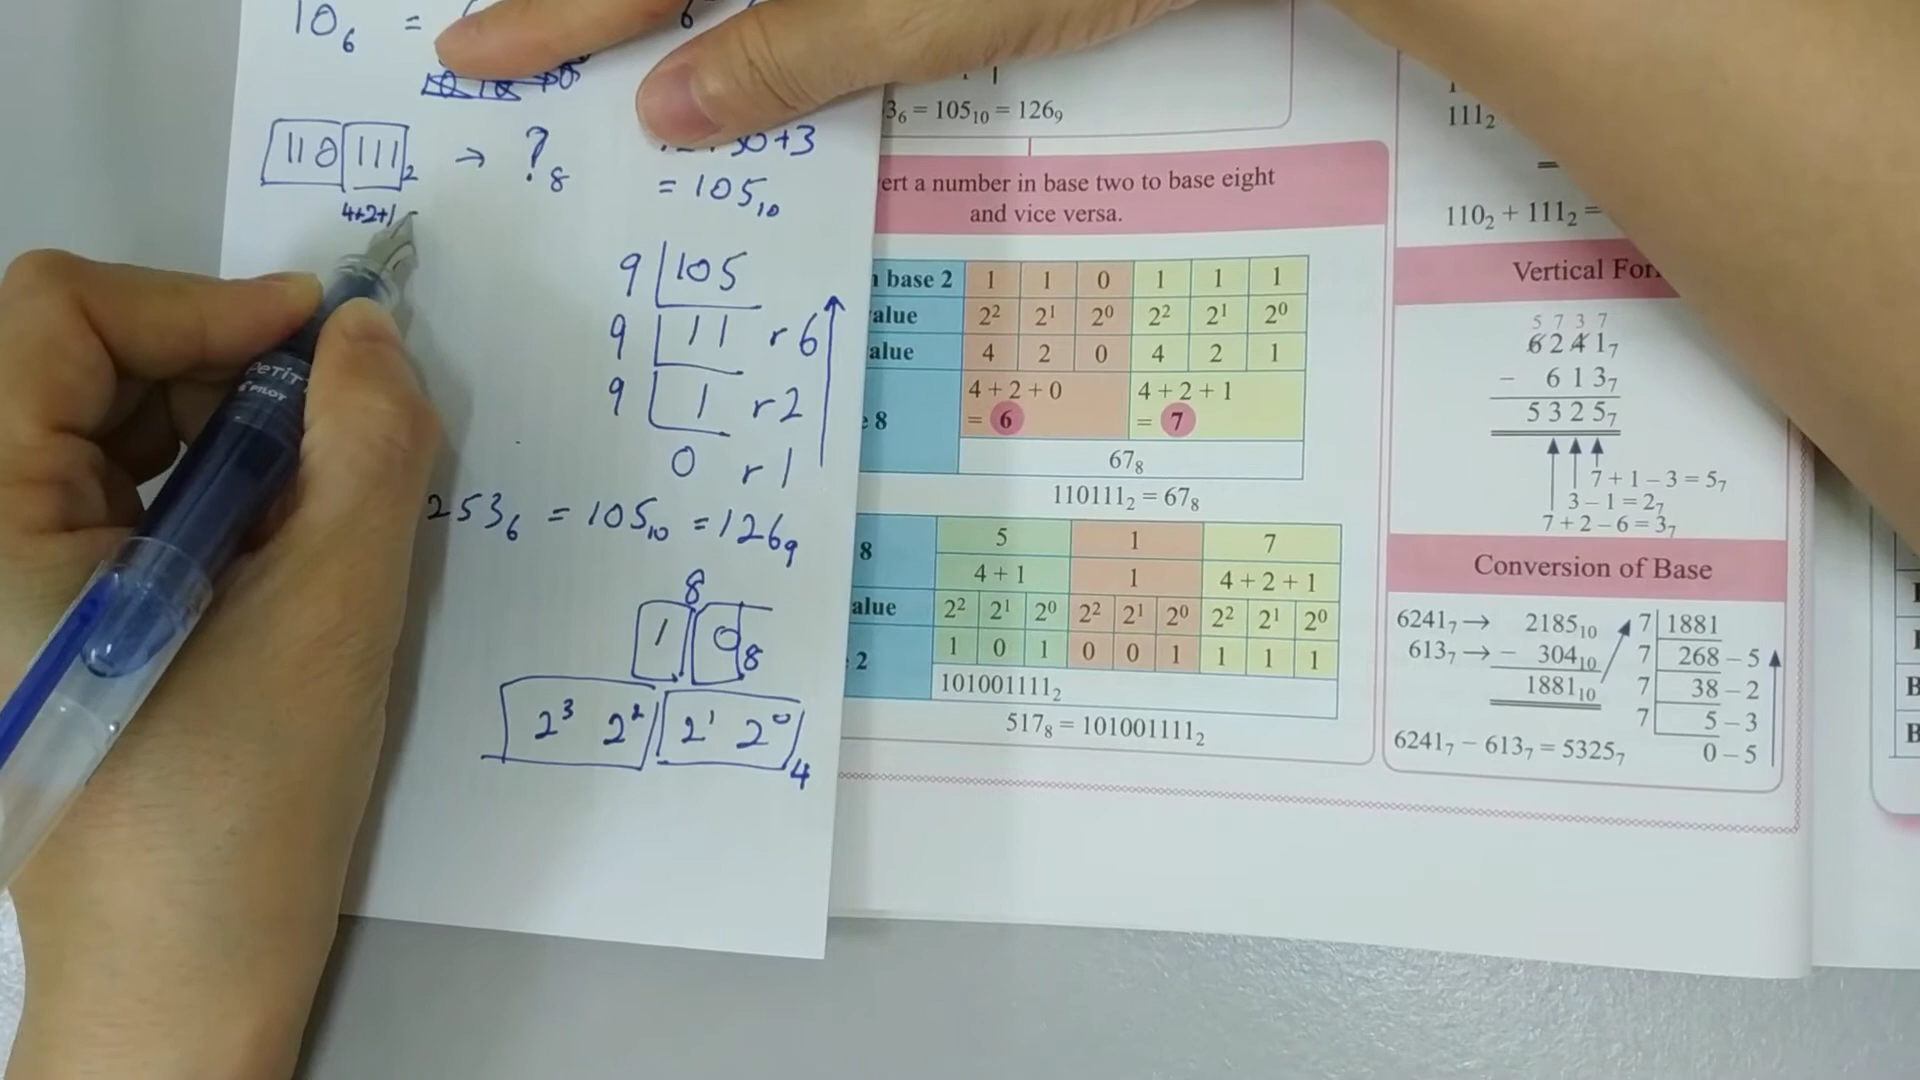 10₆ =
110 111₂ → ?₈
4+2+1 =
30+3
= 105₁₀
9 105
9 11 r6
9 1 r2
0 r1
253₆ = 105₁₀ = 126₉
8
1 0₈
2³ 2² 2¹ 2⁰ ₄
PILOT
3₆ = 105₁₀ = 126₉
ert a number in base two to base eight
and vice versa.
base 2 1 1 0 1 1 1
alue 2² 2¹ 2⁰ 2² 2¹ 2⁰
alue 4 2 0 4 2 1
8 4 + 2 + 0 4 + 2 + 1
= 6 = 7
67₈
110111₂ = 67₈
8 5 1 7
4 + 1 1 4 + 2 + 1
alue 2² 2¹ 2⁰ 2² 2¹ 2⁰ 2² 2¹ 2⁰
2 1 0 1 0 0 1 1 1 1
101001111₂
517₈ = 101001111₂
111₂
=
110₂ + 111₂ =
Vertical For
5 7 3 7
6 2 4 1₇
– 6 1 3₇
5 3 2 5₇
7 + 1 – 3 = 5₇
3 – 1 = 2₇
7 + 2 – 6 = 3₇
Conversion of Base
6241₇ → 2185₁₀
613₇ → – 304₁₀
1881₁₀
7 1881
7 268 – 5
7 38 – 2
7 5 – 3
0 – 5
6241₇ – 613₇ = 5325₇
B
B